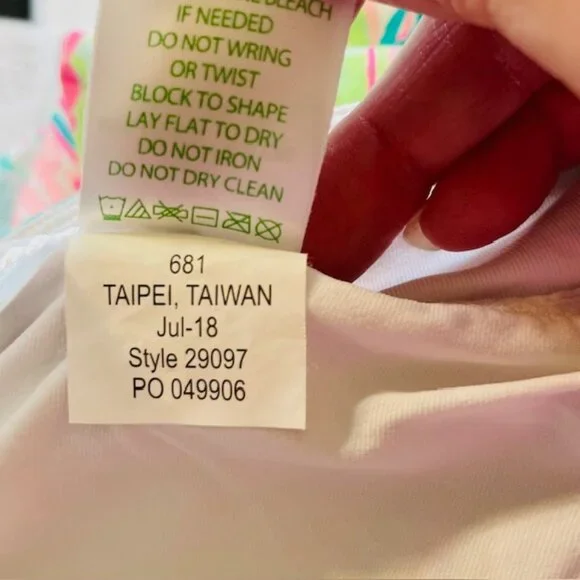 BLEACH
IF NEEDED
DO NOT WRING
OR TWIST
BLOCK TO SHAPE
LAY FLAT TO DRY
DO NOT IRON
DO NOT DRY CLEAN
681
TAIPEI, TAIWAN
Jul-18
Style 29097
PO 049906